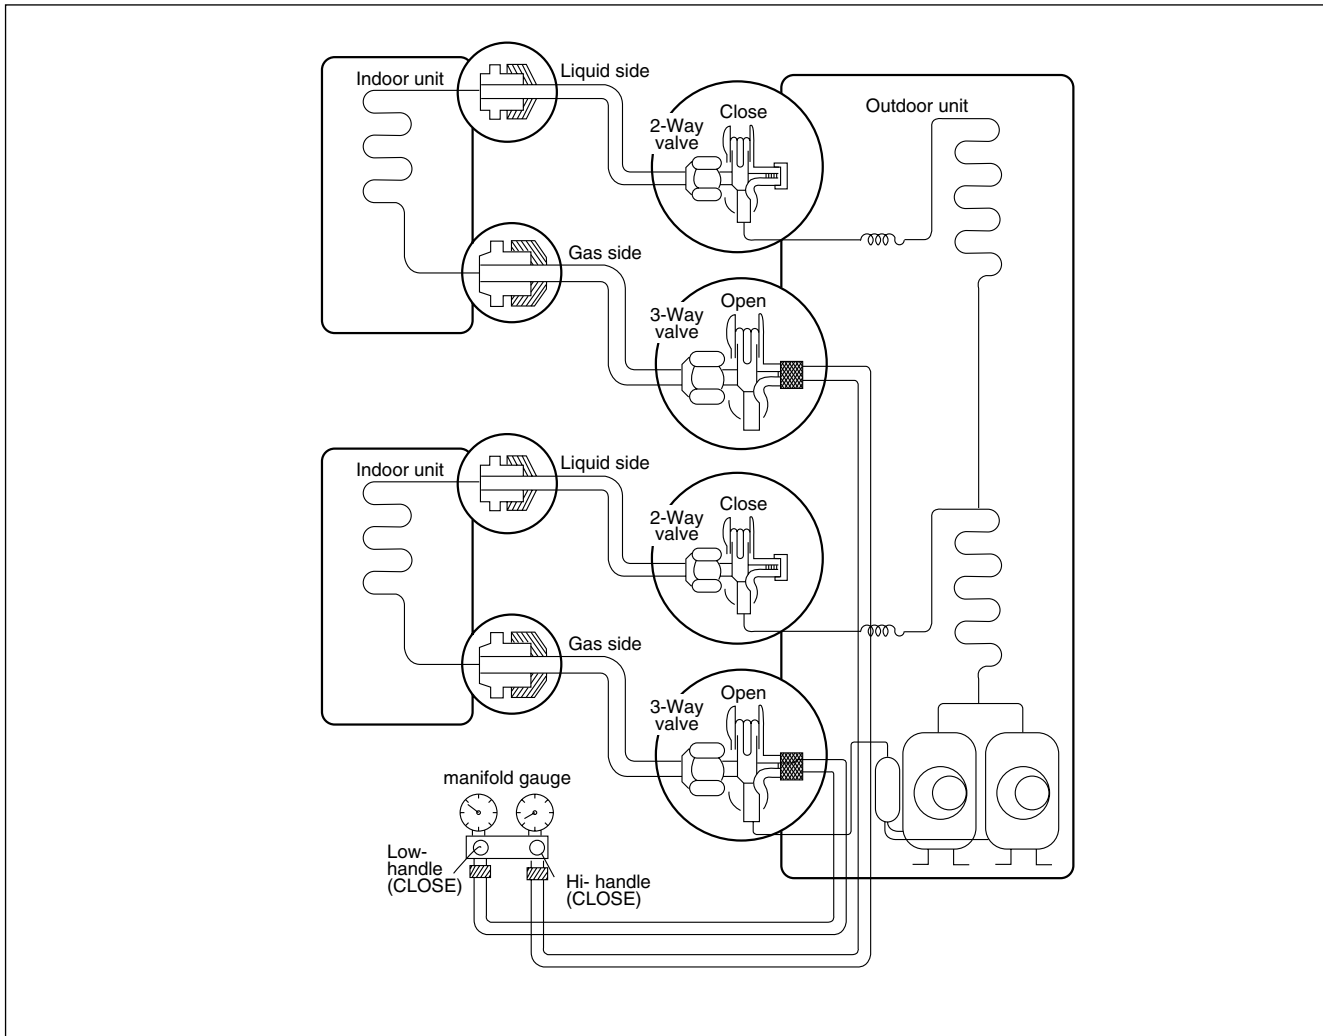 Indoor unit
Liquid side
2-Way
valve
Close
Outdoor unit
Gas side
3-Way
valve
Open
Indoor unit
Liquid side
2-Way
valve
Close
Gas side
3-Way
valve
Open
manifold gauge
Low-
handle
(CLOSE)
Hi- handle
(CLOSE)